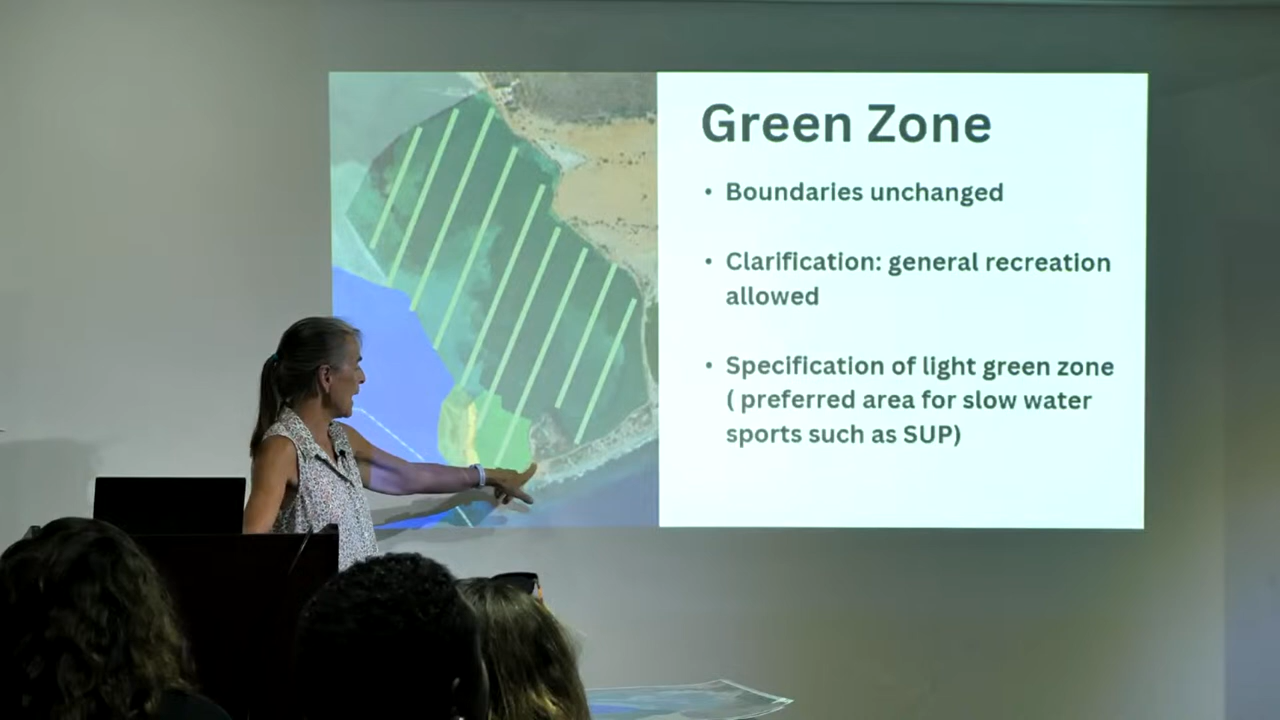 Green Zone
• Boundaries unchanged
• Clarification: general recreation
allowed
• Specification of light green zone
( preferred area for slow water
sports such as SUP)